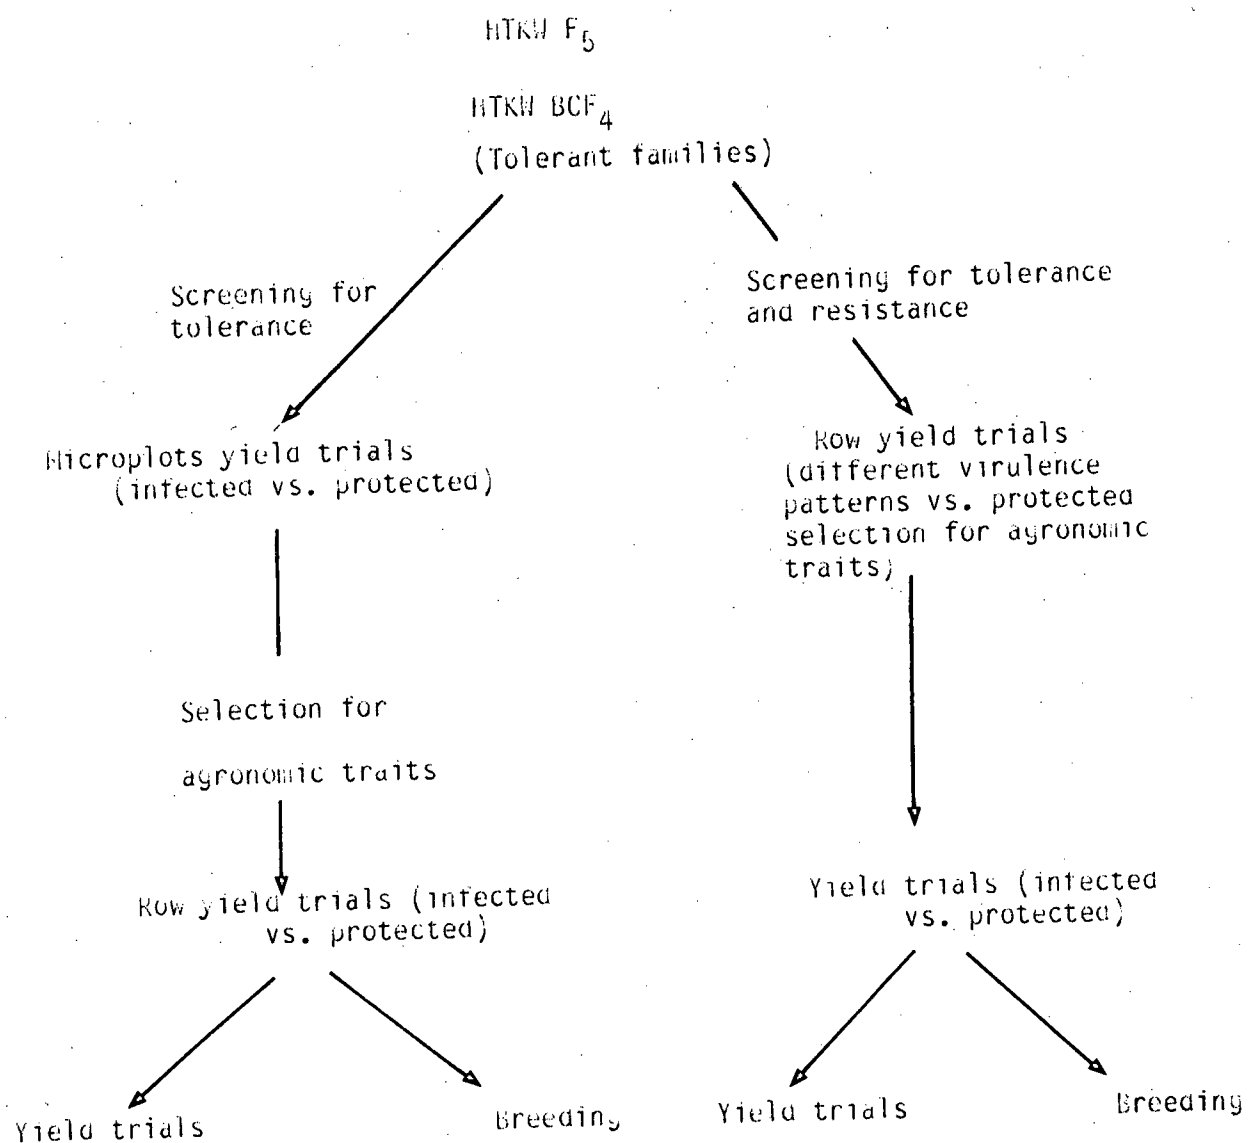 HTKW F5
HTKW BCF4
(Tolerant families)
Screening for
tolerance
Microplots yield trials
(infected vs. protected)
Selection for
agronomic traits
Row yield trials (infected
vs. protected)
Yield trials
Breeding
Screening for tolerance
and resistance
Row yield trials
(different virulence
patterns vs. protected
selection for agronomic
traits)
Yield trials (infected
vs. protected)
Yield trials
Breeding